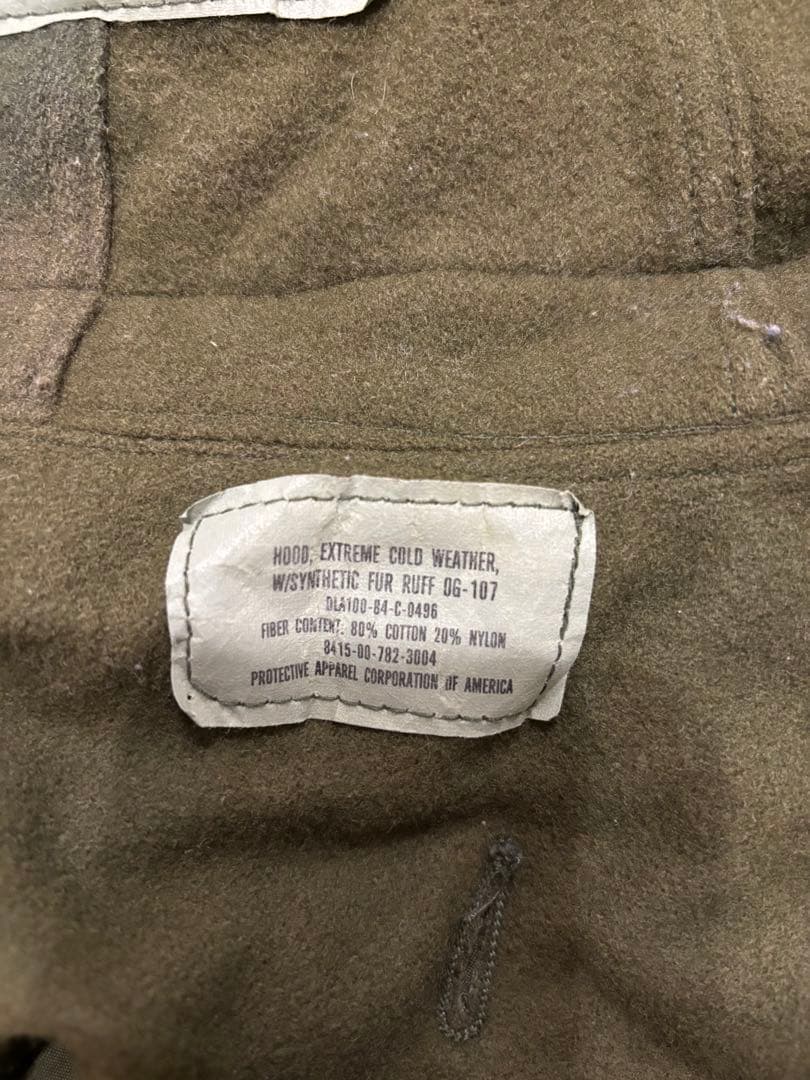 HOOD, EXTREME COLD WEATHER,
W/SYNTHETIC FUR RUFF OG-107
DLA100-84-C-0496
FIBER CONTENT: 80% COTTON 20% NYLON
8415-00-782-3004
PROTECTIVE APPAREL CORPORATION OF AMERICA